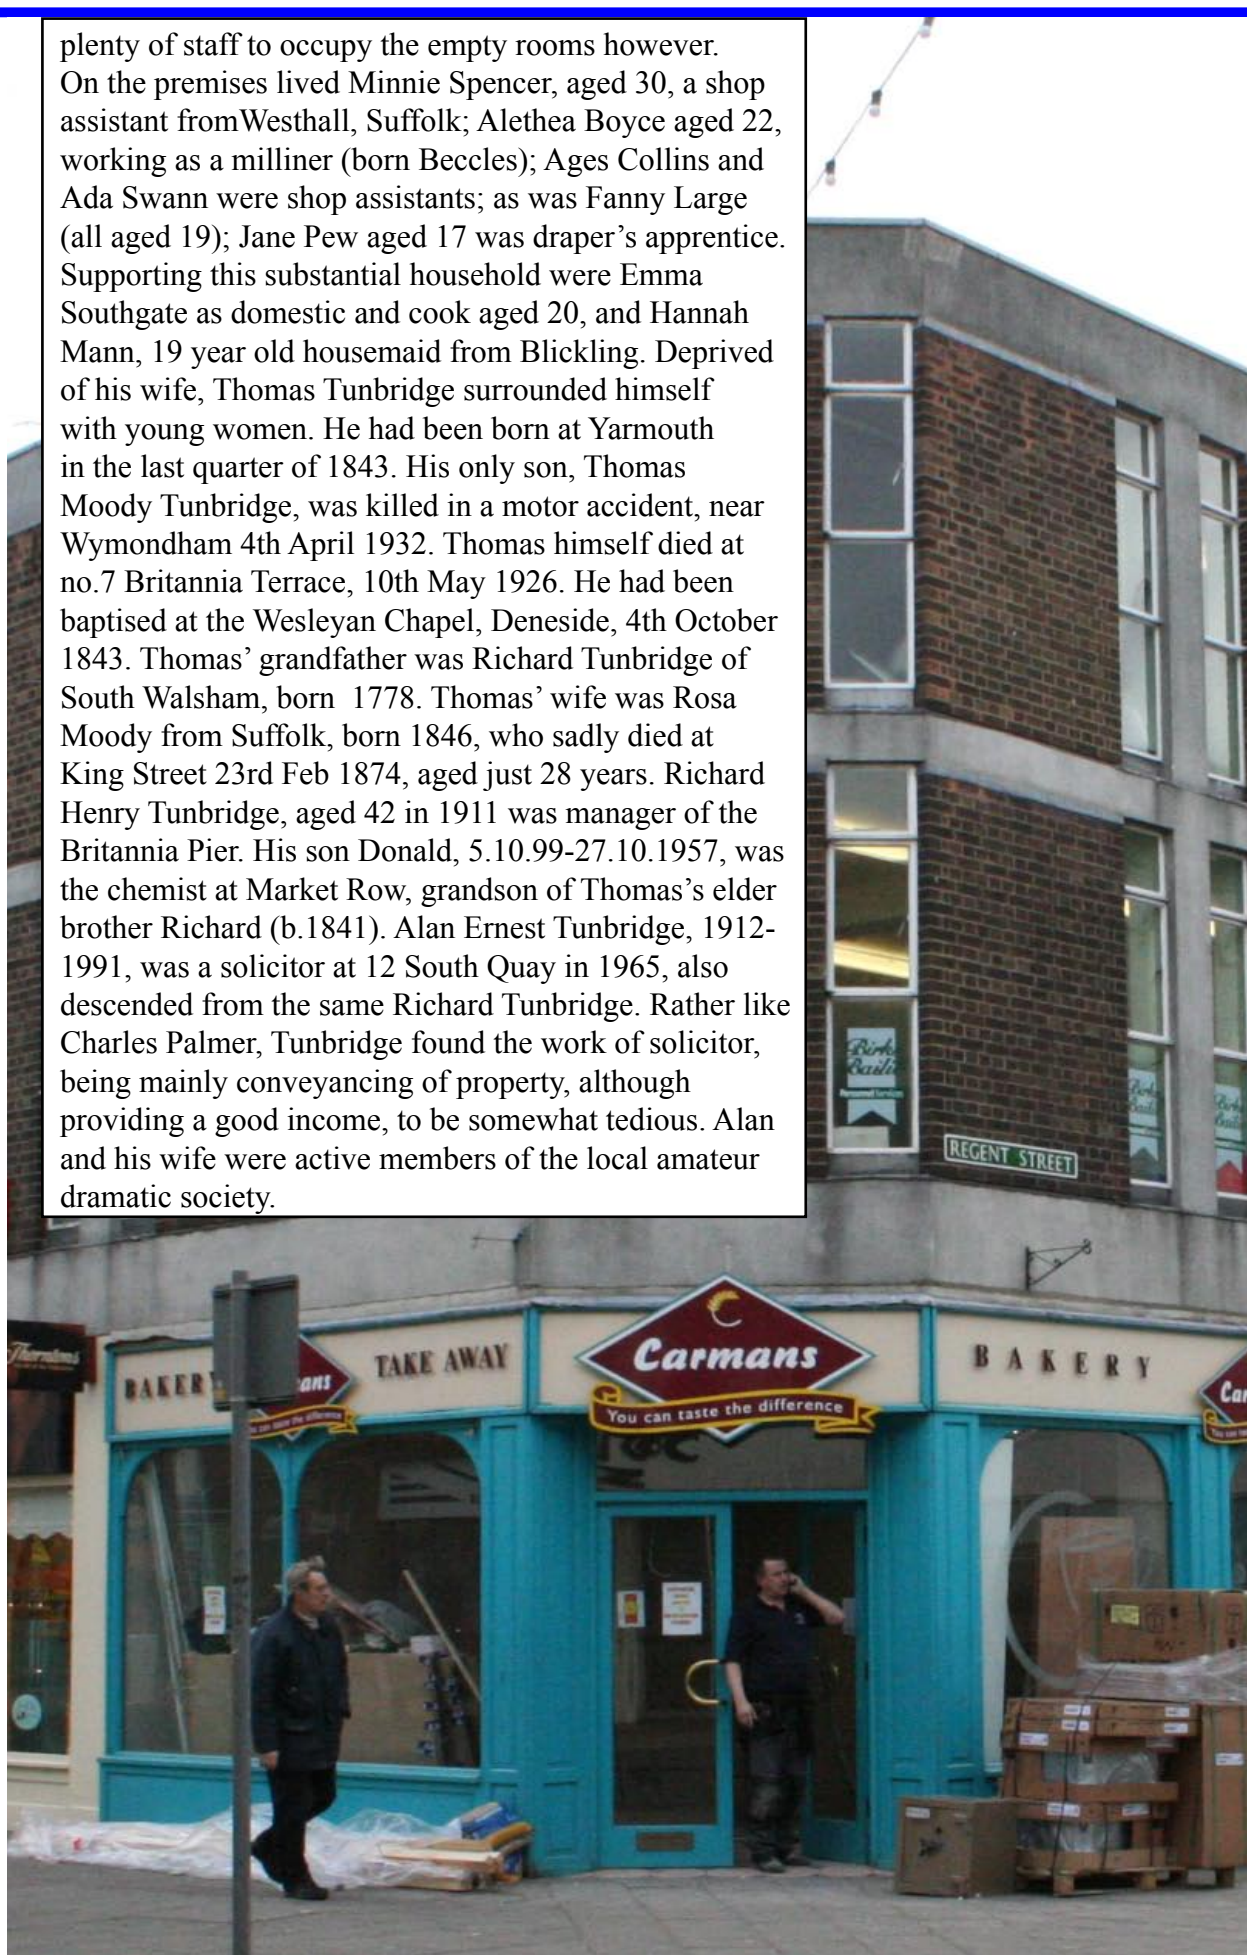 plenty of staff to occupy the empty rooms however.
On the premises lived Minnie Spencer, aged 30, a shop
assistant fromWesthall, Suffolk; Alethea Boyce aged 22,
working as a milliner (born Beccles); Ages Collins and
Ada Swann were shop assistants; as was Fanny Large
(all aged 19); Jane Pew aged 17 was draper’s apprentice.
Supporting this substantial household were Emma
Southgate as domestic and cook aged 20, and Hannah
Mann, 19 year old housemaid from Blickling. Deprived
of his wife, Thomas Tunbridge surrounded himself
with young women. He had been born at Yarmouth
in the last quarter of 1843. His only son, Thomas
Moody Tunbridge, was killed in a motor accident, near
Wymondham 4th April 1932. Thomas himself died at
no.7 Britannia Terrace, 10th May 1926. He had been
baptised at the Wesleyan Chapel, Deneside, 4th October
1843. Thomas’ grandfather was Richard Tunbridge of
South Walsham, born  1778. Thomas’ wife was Rosa
Moody from Suffolk, born 1846, who sadly died at
King Street 23rd Feb 1874, aged just 28 years. Richard
Henry Tunbridge, aged 42 in 1911 was manager of the
Britannia Pier. His son Donald, 5.10.99-27.10.1957, was
the chemist at Market Row, grandson of Thomas’s elder
brother Richard (b.1841). Alan Ernest Tunbridge, 1912-
1991, was a solicitor at 12 South Quay in 1965, also
descended from the same Richard Tunbridge. Rather like
Charles Palmer, Tunbridge found the work of solicitor,
being mainly conveyancing of property, although
providing a good income, to be somewhat tedious. Alan
and his wife were active members of the local amateur
dramatic society.
Personal Services
REGENT STREET
Thorntons
BAKERY
ans
TAKE AWAY
Carmans
You can taste the difference
BAKERY
Car